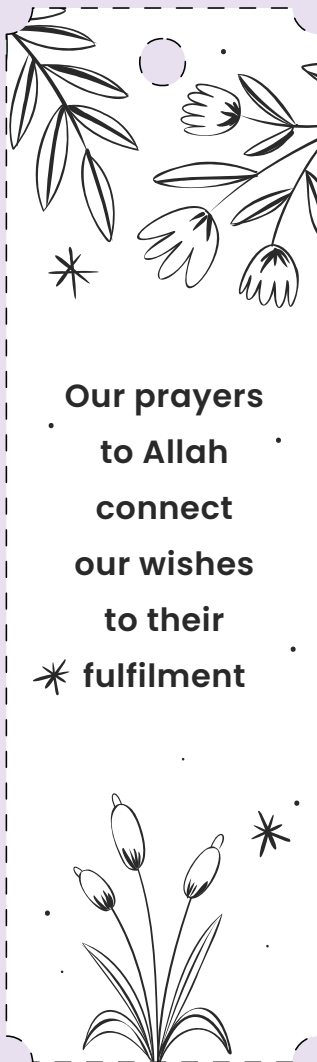 Our prayers
to Allah
connect
our wishes
to their
fulfilment